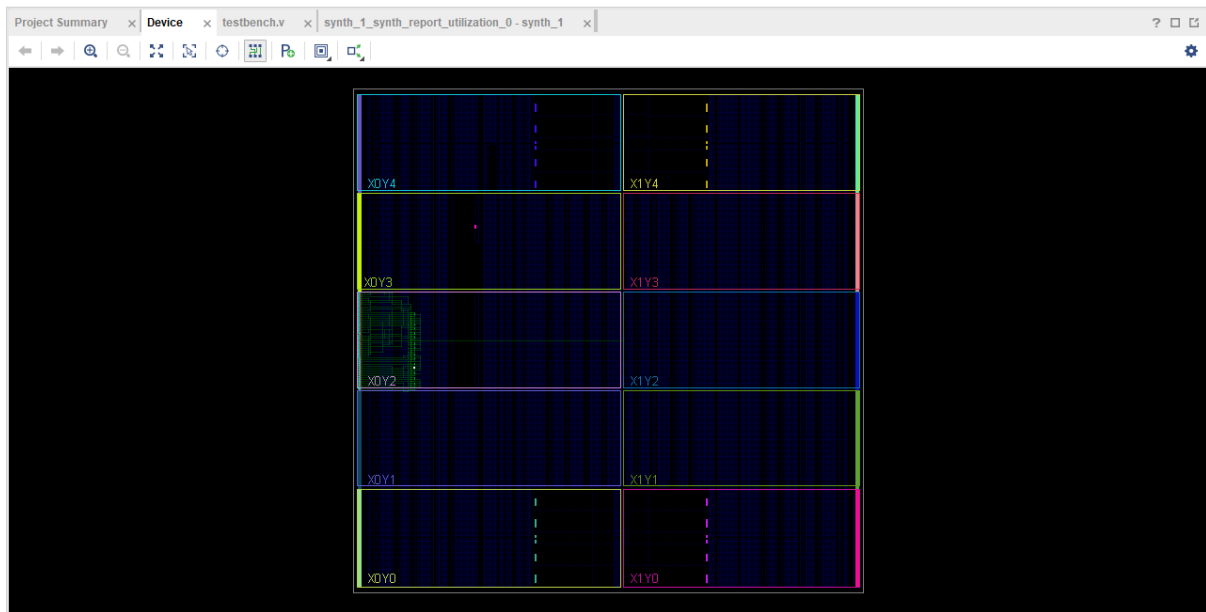 Project Summary × Device × testbench.v × synth_1_synth_report_utilization_0 - synth_1 × ?
X0Y4 X1Y4
X0Y3 X1Y3
X0Y2 X1Y2
X0Y1 X1Y1
X0Y0 X1Y0